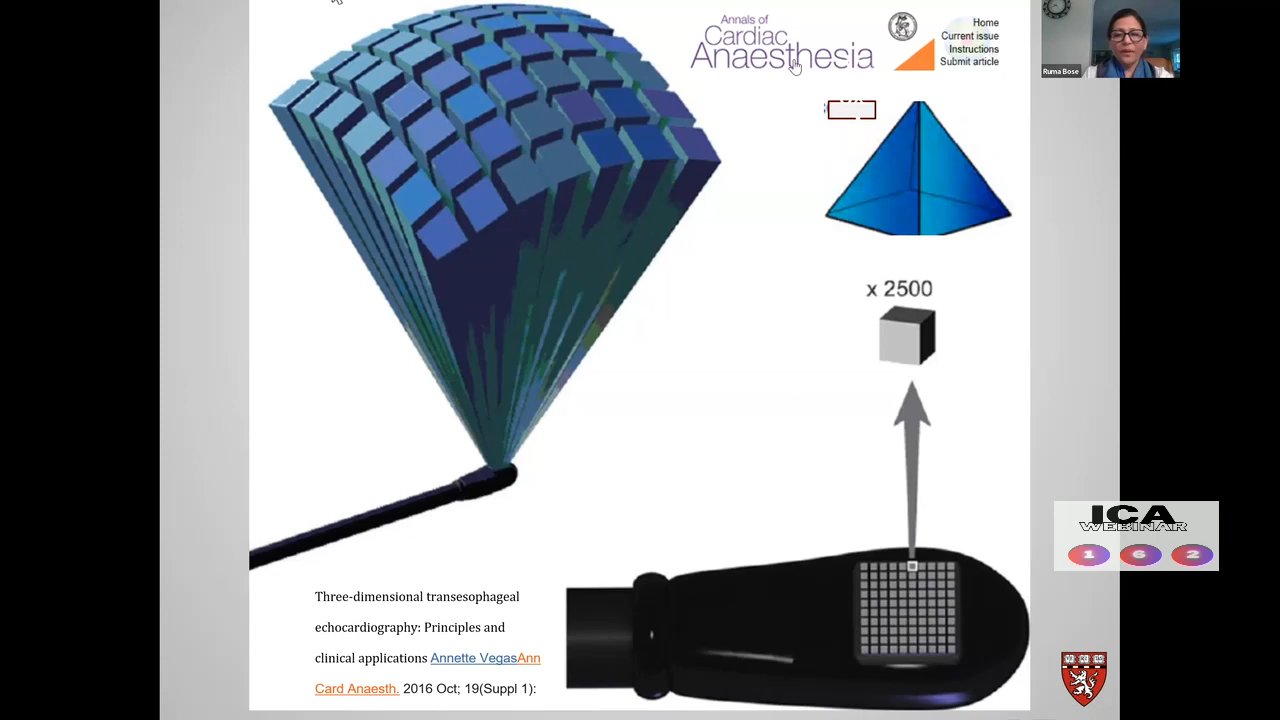 Annals of
Cardiac
Anaesthesia
Home
Current issue
Instructions
Submit article
Ruma Bose
x 2500
ICA
WEBINAR
1 6 2
Three-dimensional transesophageal
echocardiography: Principles and
clinical applications Annette VegasAnn
Card Anaesth. 2016 Oct; 19(Suppl 1):